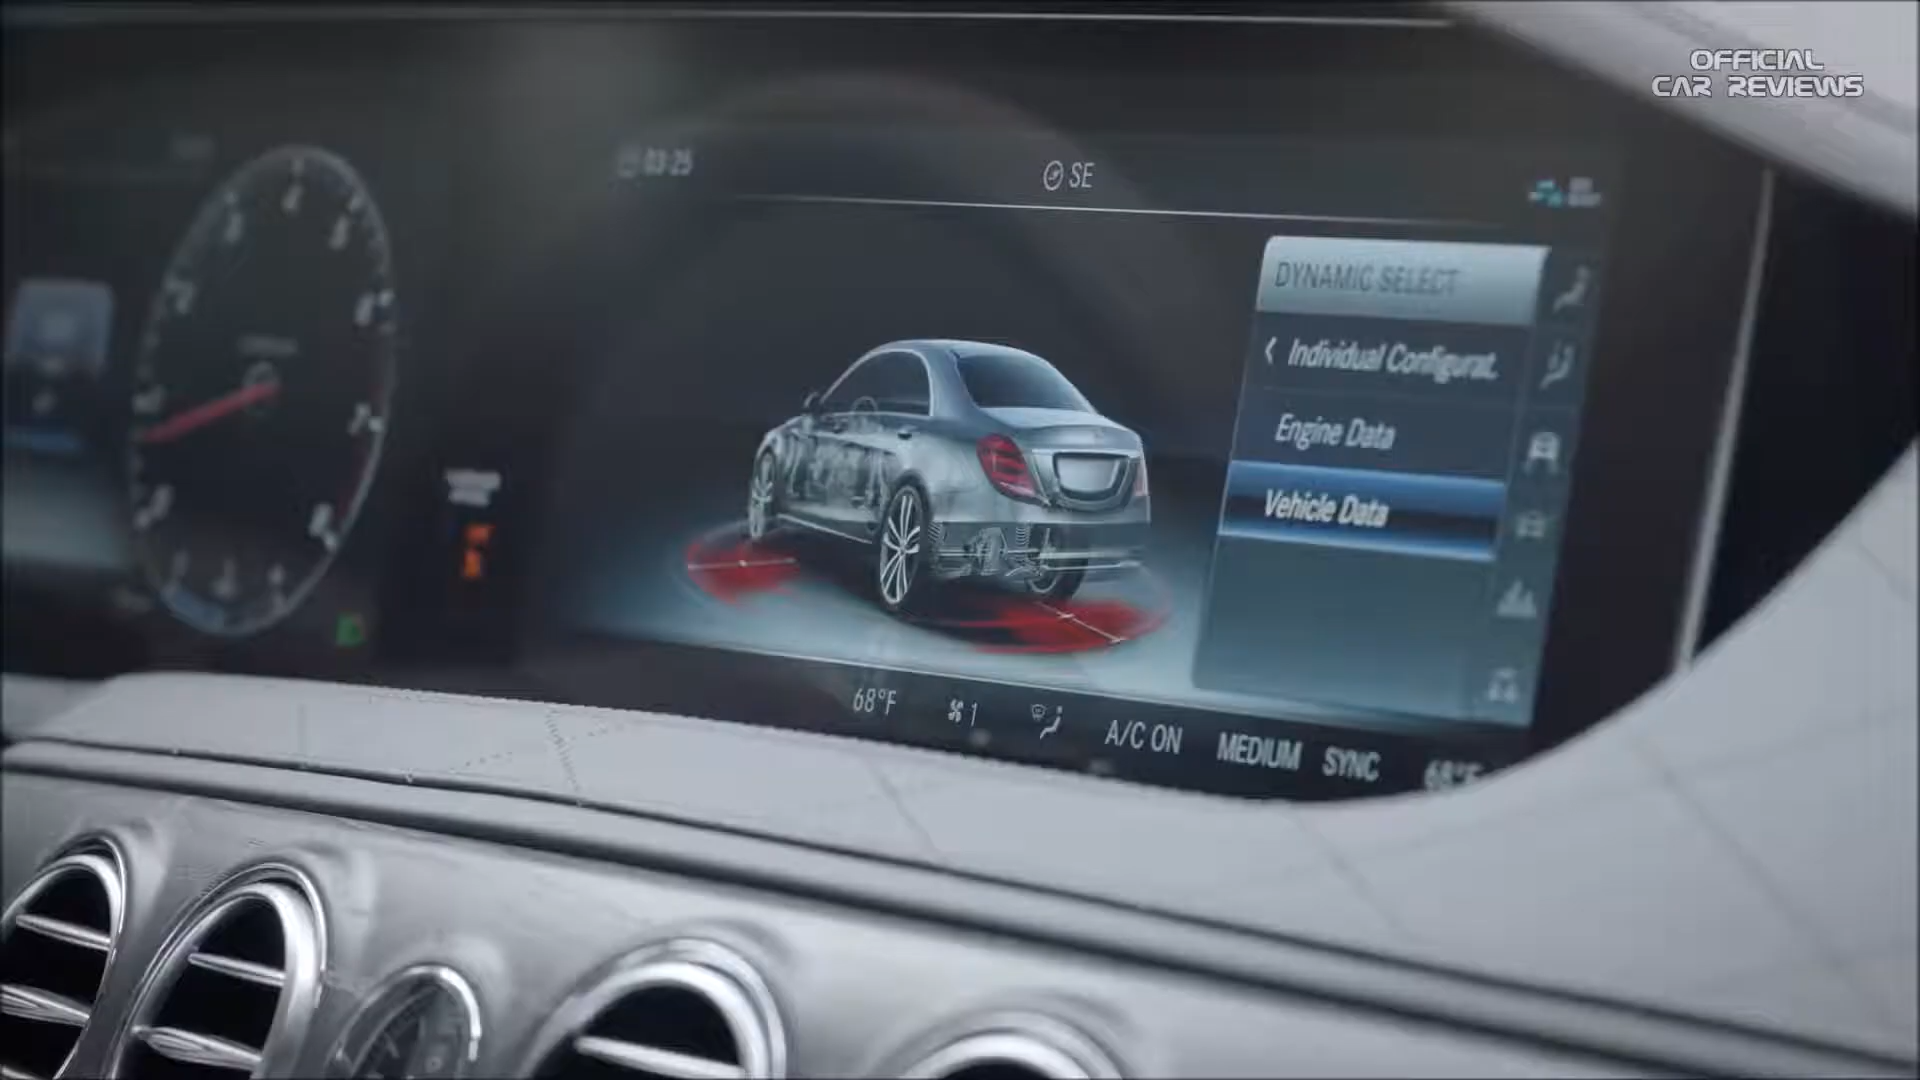 OFFICIAL
CAR REVIEWS
03:25
SE
DYNAMIC SELECT
Individual Configurat.
Engine Data
Vehicle Data
68°F
1
A/C ON
MEDIUM
SYNC
68°F